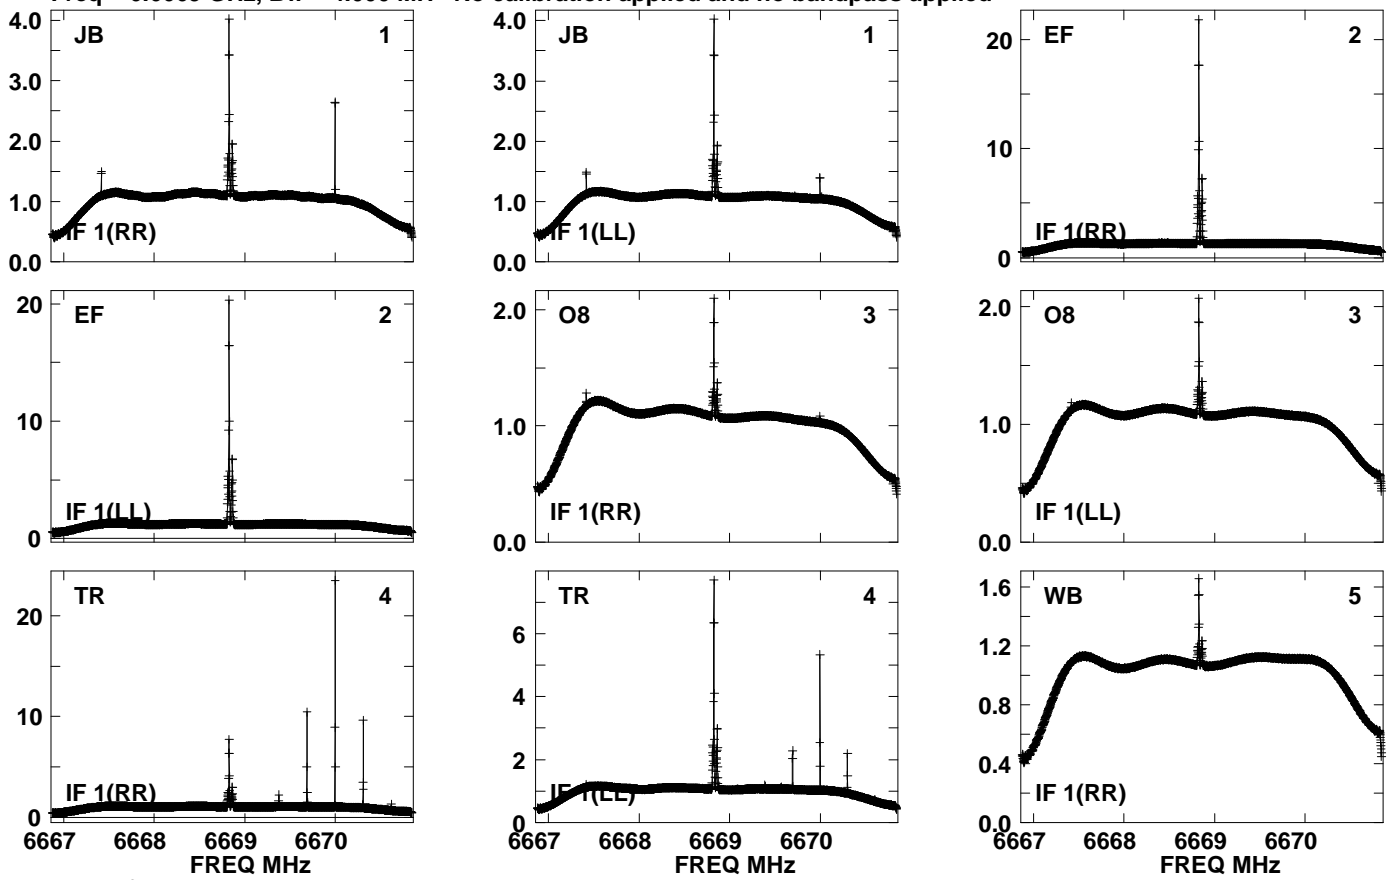 calibration applied and no bandpass applied
4.0 JB 1 4.0 JB 1 20 EF 2
3.0 3.0
2.0 2.0 10
1.0 1.0
IF 1(RR) IF 1(LL) IF 1(RR)
0.0 0.0 0
20 EF 2 2.0 O8 3 2.0 O8 3
10 1.0 1.0
IF 1(LL) IF 1(RR) IF 1(LL)
0 0.0 0.0
TR 4 TR 4 1.6 WB 5
20 6 1.2
10 4 0.8
2 0.4
IF 1(RR) IF 1(LL) IF 1(RR)
0 0 0.0
6667 6668 6669 6670 6667 6668 6669 6670 6667 6668 6669 6670
FREQ MHz FREQ MHz FREQ MHz